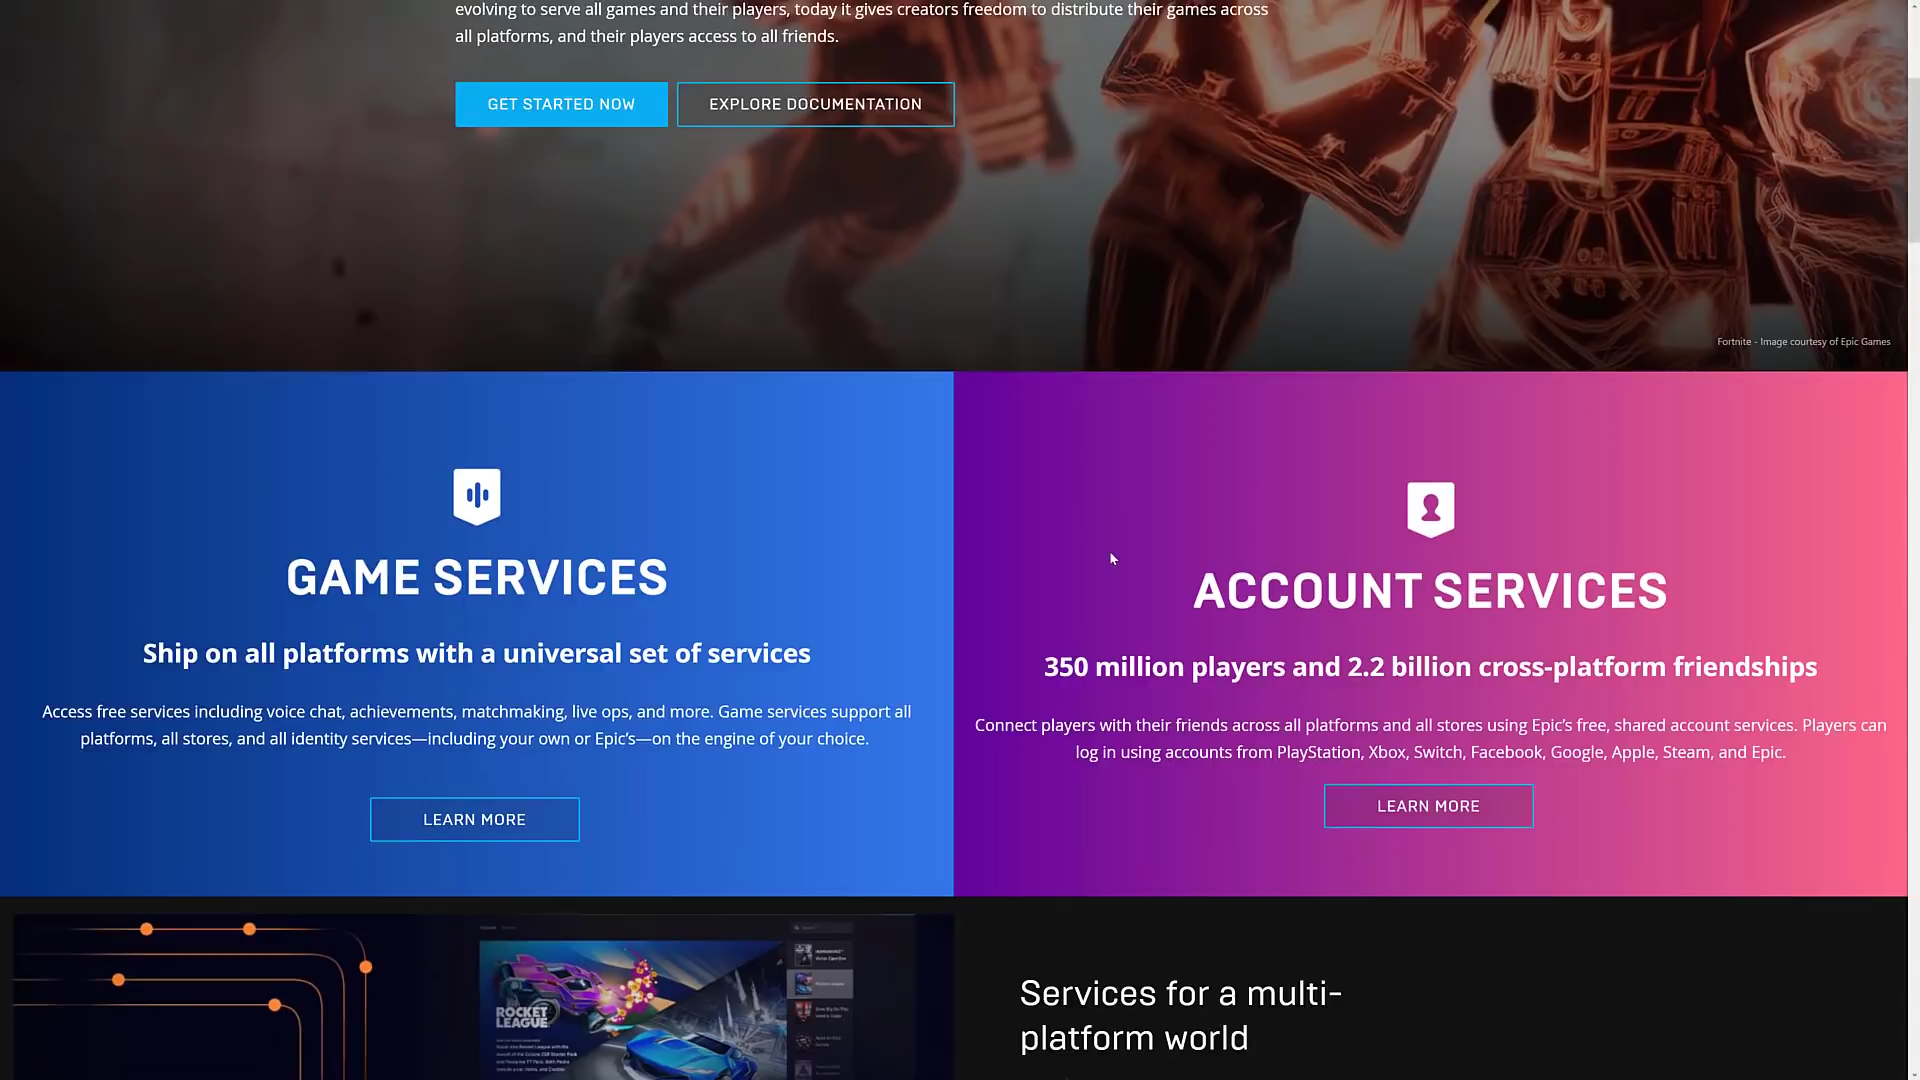 evolving to serve all games and their players, today it gives creators freedom to distribute their games across
all platforms, and their players access to all friends.
GET STARTED NOW
EXPLORE DOCUMENTATION
Fortnite - Image courtesy of Epic Games
GAME SERVICES
Ship on all platforms with a universal set of services
Access free services including voice chat, achievements, matchmaking, live ops, and more. Game services support all
platforms, all stores, and all identity services—including your own or Epic's—on the engine of your choice.
LEARN MORE
ACCOUNT SERVICES
350 million players and 2.2 billion cross-platform friendships
Connect players with their friends across all platforms and all stores using Epic's free, shared account services. Players can
log in using accounts from PlayStation, Xbox, Switch, Facebook, Google, Apple, Steam, and Epic.
LEARN MORE
ROCKET
LEAGUE
Services for a multi-
platform world